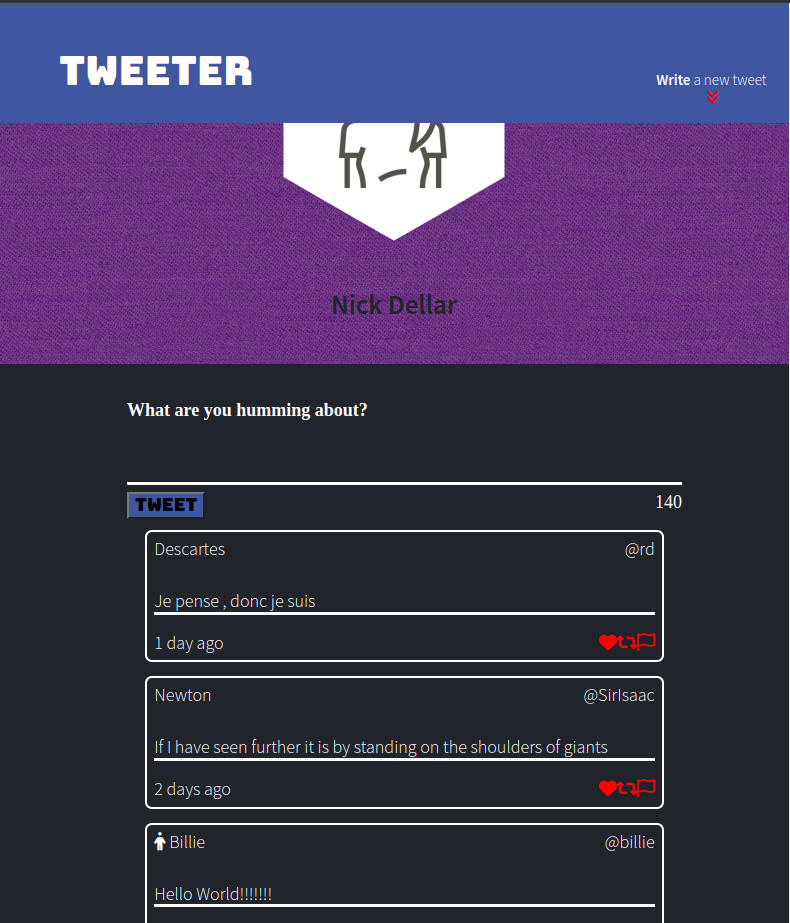 TWEETER
Write a new tweet
Nick Dellar
What are you humming about?
TWEET
140
Descartes
@rd
Je pense , donc je suis
1 day ago
Newton
@SirIsaac
If I have seen further it is by standing on the shoulders of giants
2 days ago
Billie
@billie
Hello World!!!!!!!